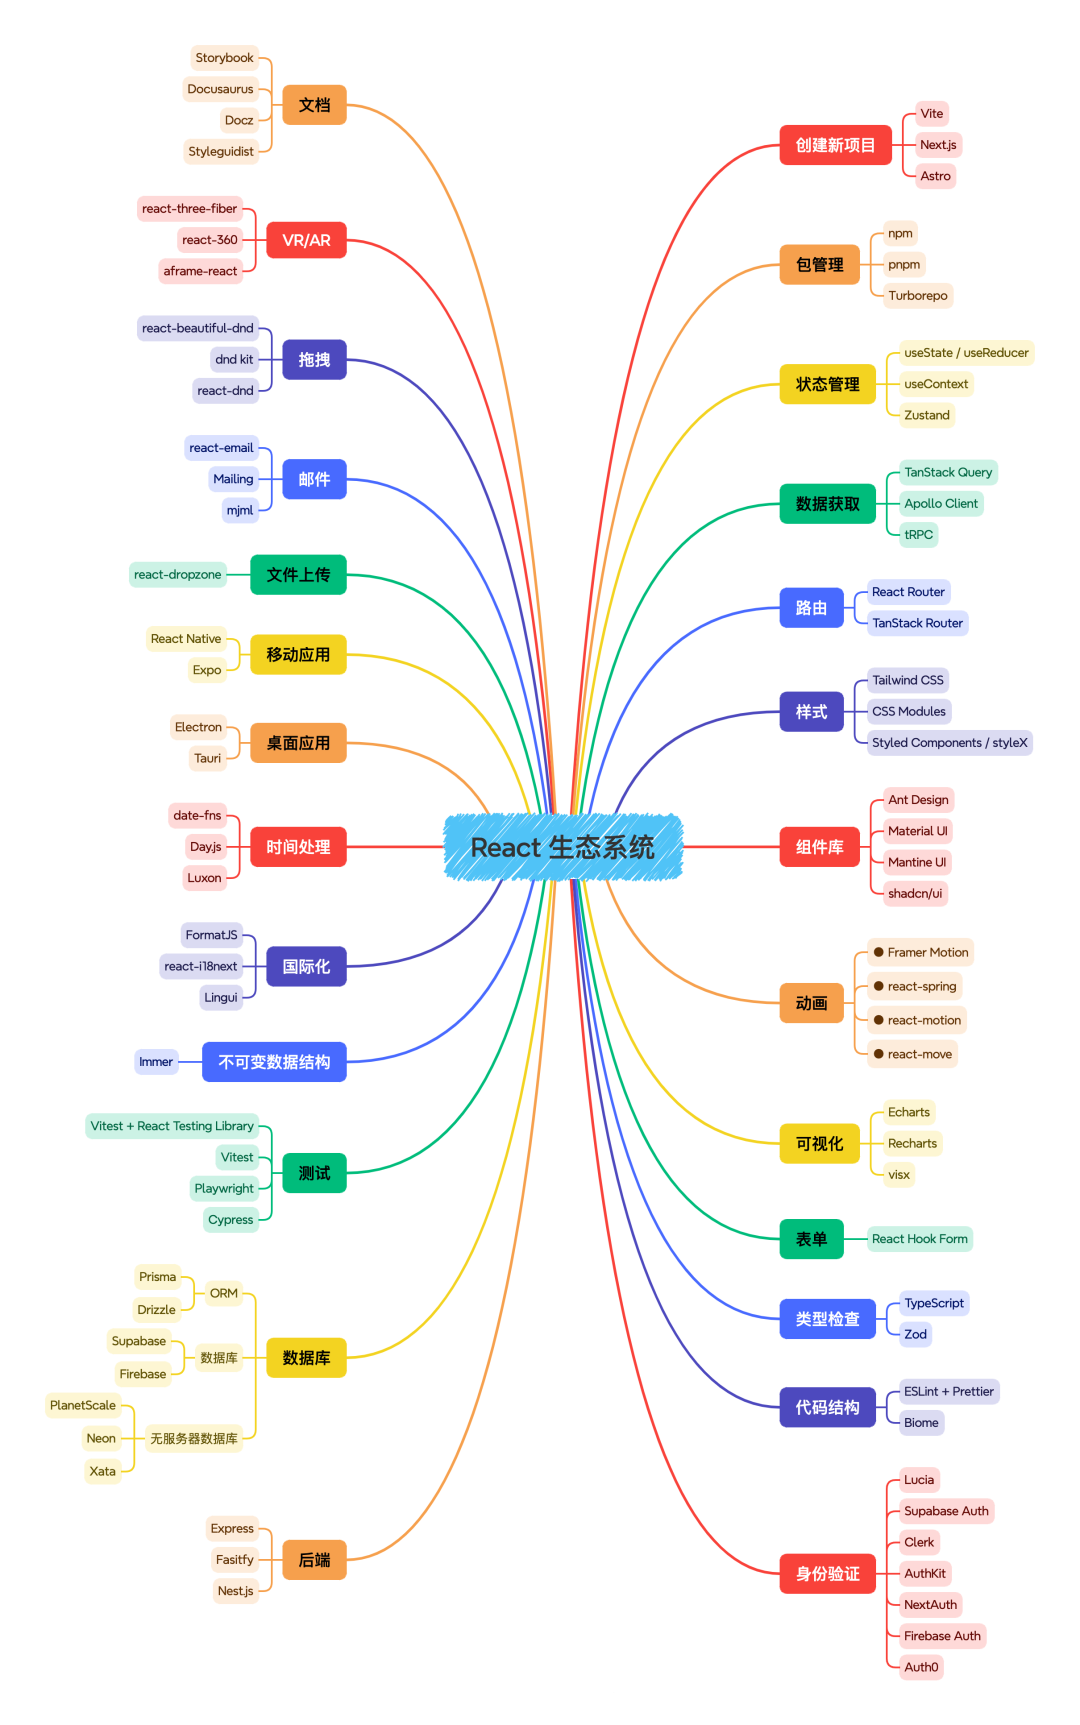 React 生态系统
创建新项目
Vite
Next.js
Astro
包管理
npm
pnpm
Turborepo
状态管理
useState / useReducer
useContext
Zustand
数据获取
TanStack Query
Apollo Client
tRPC
路由
React Router
TanStack Router
样式
Tailwind CSS
CSS Modules
Styled Components / styleX
组件库
Ant Design
Material UI
Mantine UI
shadcn/ui
动画
● Framer Motion
● react-spring
● react-motion
● react-move
可视化
Echarts
Recharts
visx
表单
React Hook Form
类型检查
TypeScript
Zod
代码结构
ESLint + Prettier
Biome
身份验证
Lucia
Supabase Auth
Clerk
AuthKit
NextAuth
Firebase Auth
Auth0
文档
Storybook
Docusaurus
Docz
Styleguidist
VR/AR
react-three-fiber
react-360
aframe-react
拖拽
react-beautiful-dnd
dnd kit
react-dnd
邮件
react-email
Mailing
mjml
文件上传
react-dropzone
移动应用
React Native
Expo
桌面应用
Electron
Tauri
时间处理
date-fns
Day.js
Luxon
国际化
FormatJS
react-i18next
Lingui
不可变数据结构
Immer
测试
Vitest + React Testing Library
Vitest
Playwright
Cypress
数据库
ORM
Prisma
Drizzle
数据库
Supabase
Firebase
无服务器数据库
PlanetScale
Neon
Xata
后端
Express
Fasitfy
Nest.js